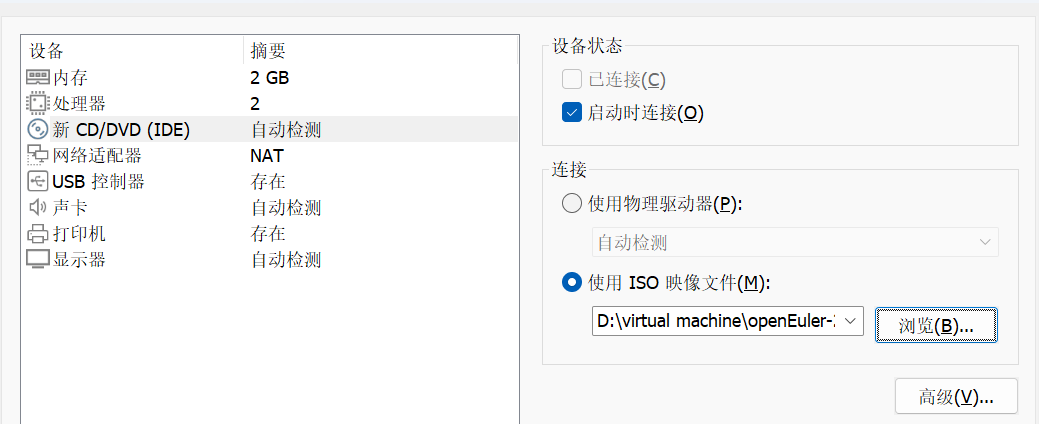 设备 摘要
内存 2 GB
处理器 2
新 CD/DVD (IDE) 自动检测
网络适配器 NAT
USB 控制器 存在
声卡 自动检测
打印机 存在
显示器 自动检测
设备状态
已连接(C)
启动时连接(O)
连接
使用物理驱动器(P):
自动检测
使用 ISO 映像文件(M):
D:\virtual machine\openEuler-
浏览(B)...
高级(V)...